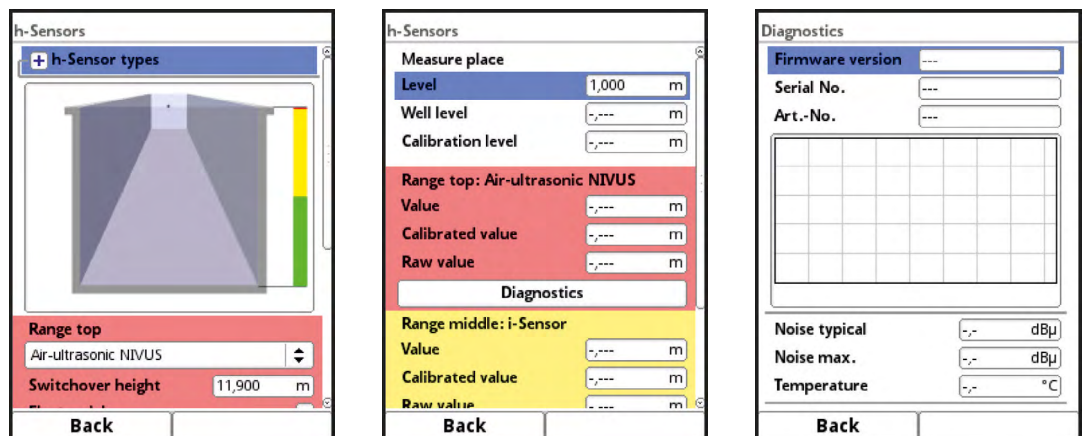 h-Sensors
+ h-Sensor types
Range top
Air-ultrasonic NIVUS
Switchover height 11,900 m
Back
h-Sensors
Measure place
Level 1,000 m
Well level -,--- m
Calibration level -,--- m
Range top: Air-ultrasonic NIVUS
Value -,--- m
Calibrated value -,--- m
Raw value -,--- m
Diagnostics
Range middle: i-Sensor
Value -,--- m
Calibrated value -,--- m
Raw value -,--- m
Back
Diagnostics
Firmware version ---
Serial No. ---
Art.-No. ---
Noise typical -,- dBµ
Noise max. -,- dBµ
Temperature -,- °C
Back